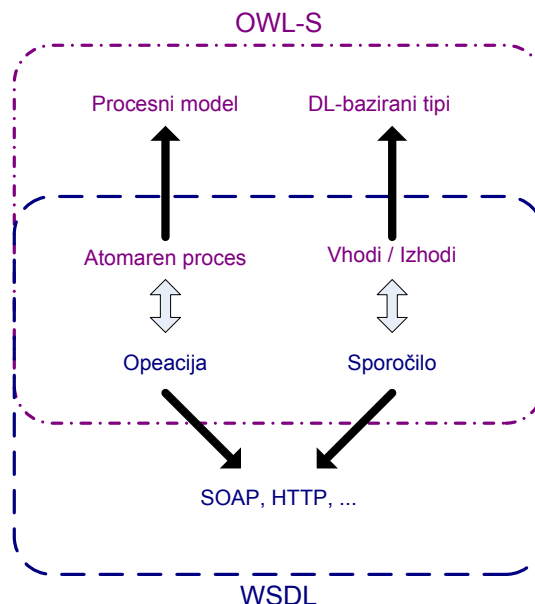 OWL-S
Procesni model DL-bazirani tipi
Atomaren proces Vhodi / Izhodi
Opeacija Sporočilo
SOAP, HTTP, ...
WSDL